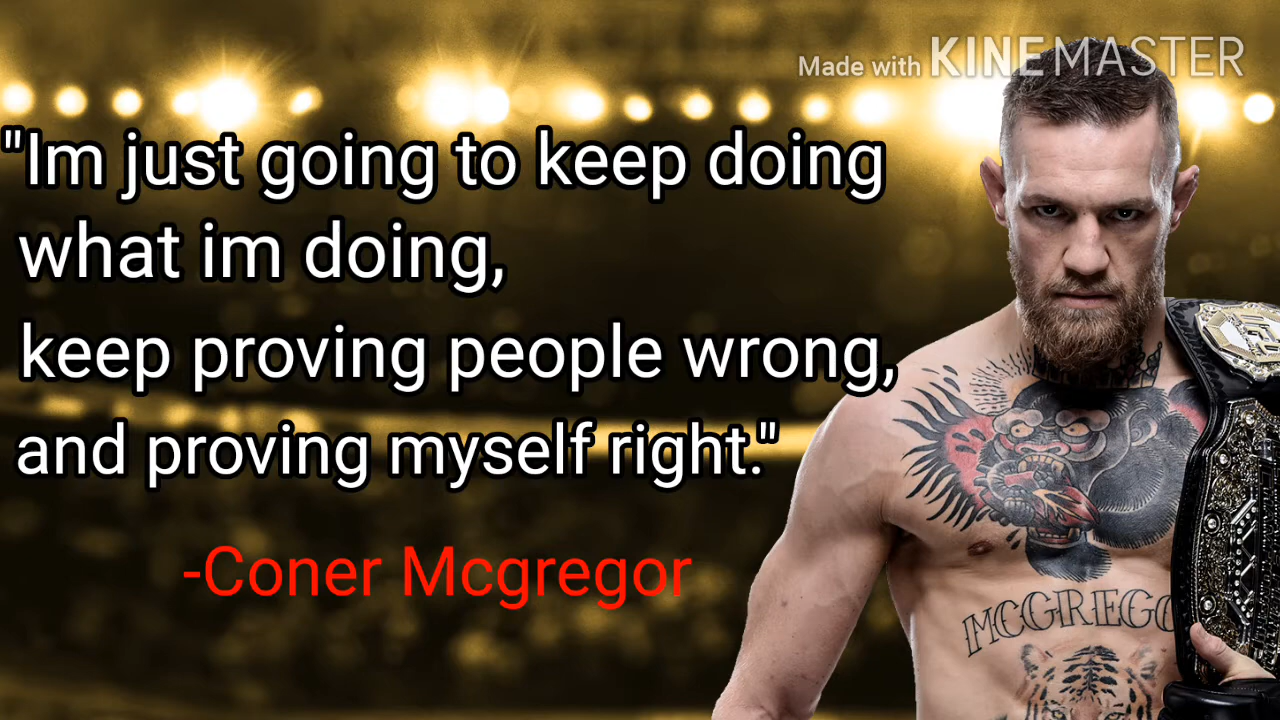 Made with KINEMASTER
"Im just going to keep doing
what im doing,
keep proving people wrong,
and proving myself right."
-Coner Mcgregor
MCGREGO